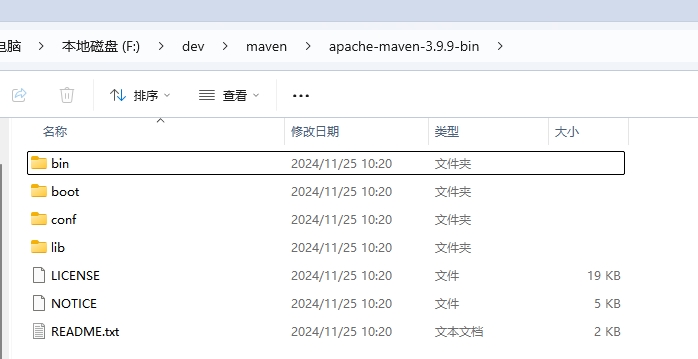 电脑 > 本地磁盘 (F:) > dev > maven > apache-maven-3.9.9-bin >
排序 查看 ...
名称 修改日期 类型 大小
bin 2024/11/25 10:20 文件夹
boot 2024/11/25 10:20 文件夹
conf 2024/11/25 10:20 文件夹
lib 2024/11/25 10:20 文件夹
LICENSE 2024/11/25 10:20 文件 19 KB
NOTICE 2024/11/25 10:20 文件 5 KB
README.txt 2024/11/25 10:20 文本文档 2 KB